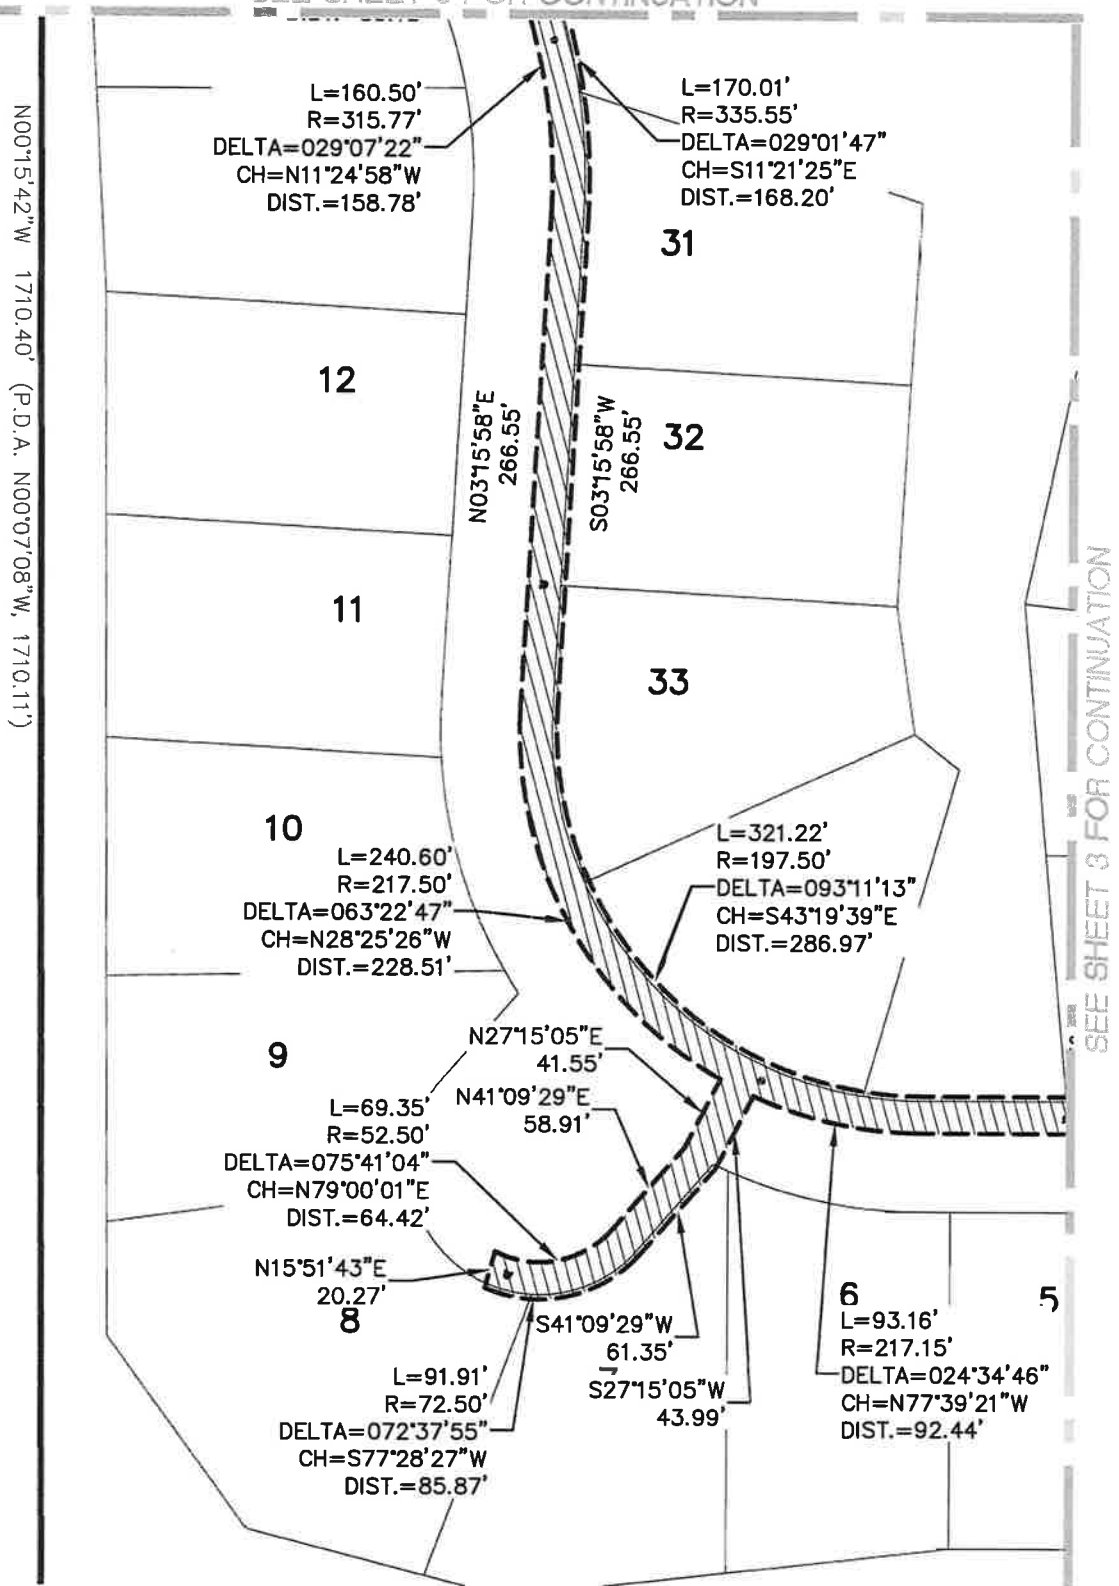 L=160.50'
R=315.77'
DELTA=029°07'22"
CH=N11°24'58"W
DIST.=158.78'
L=170.01'
R=335.55'
DELTA=029°01'47"
CH=S11°21'25"E
DIST.=168.20'
31
N00°15'42"W 1710.40' (P.D.A. N00°07'08"W, 1710.11')
12
N03°15'58"E
266.55'
S03°15'58"W
266.55'
32
11
33
SEE SHEET 3 FOR CONTINUATION
10
L=240.60'
R=217.50'
DELTA=063°22'47"
CH=N28°25'26"W
DIST.=228.51'
L=321.22'
R=197.50'
DELTA=093°11'13"
CH=S43°19'39"E
DIST.=286.97'
9
N27°15'05"E
41.55'
N41°09'29"E
58.91'
L=69.35'
R=52.50'
DELTA=075°41'04"
CH=N79°00'01"E
DIST.=64.42'
N15°51'43"E
20.27'
8
S41°09'29"W
61.35'
S27°15'05"W
43.99'
6
5
L=93.16'
R=217.15'
DELTA=024°34'46"
CH=N77°39'21"W
DIST.=92.44'
L=91.91'
R=72.50'
DELTA=072°37'55"
CH=S77°28'27"W
DIST.=85.87'